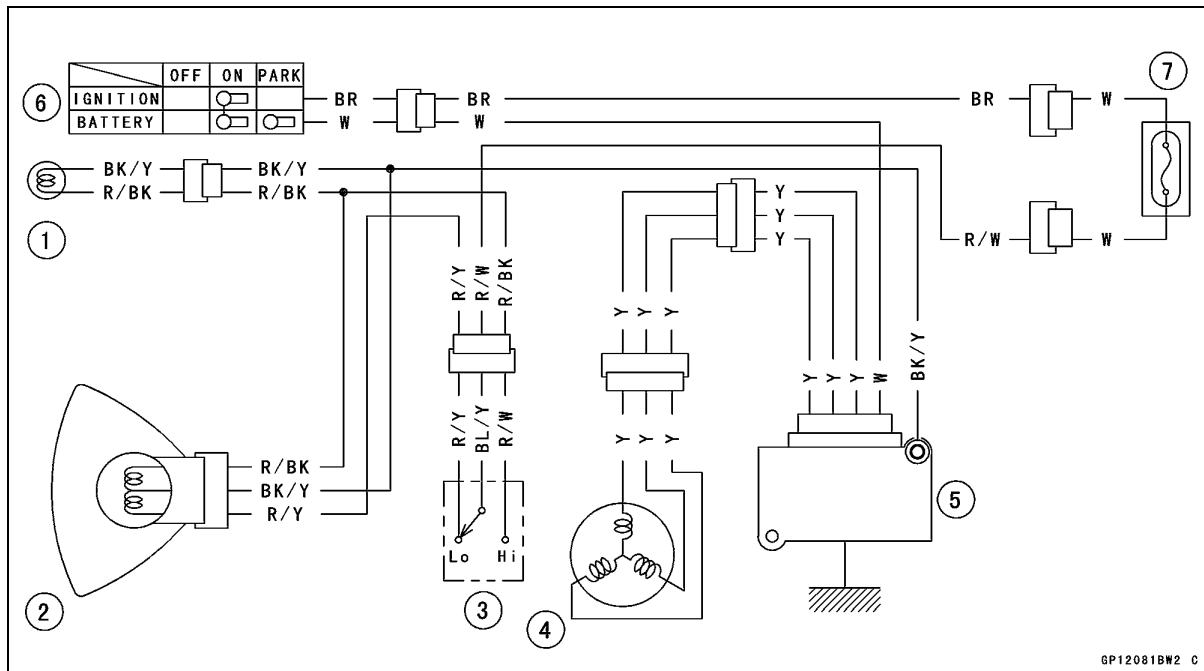 OFF ON PARK
IGNITION
BATTERY
6
BR BR BR W
W W
7
BK/Y BK/Y
R/BK R/BK
1
Y
Y
Y
R/W W
R/Y R/W R/BK
Y Y Y
BK/Y
Y Y Y W
R/Y BL/Y R/W
Y Y Y
R/BK
BK/Y
R/Y
5
Lo Hi
2
3
4
GP12081BW2 C